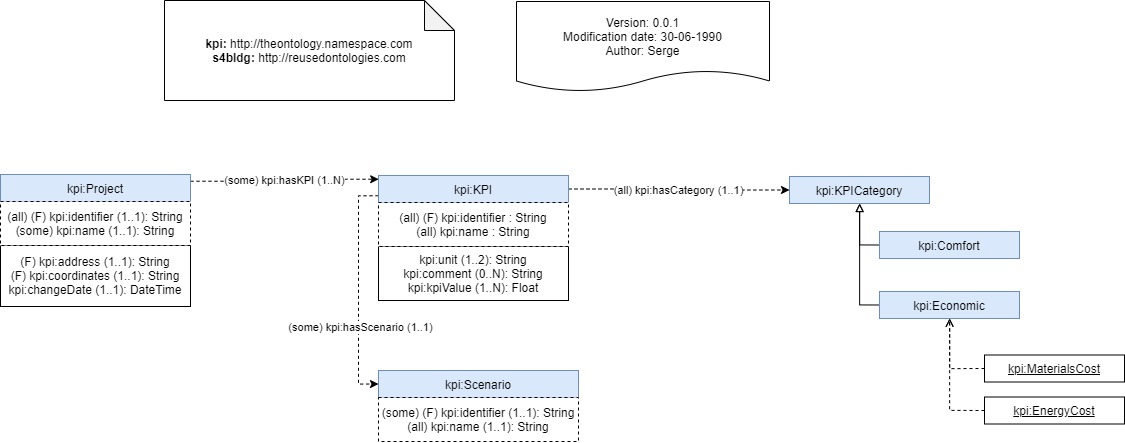 kpi: http://theontology.namespace.com
s4bldg: http://reusedontologies.com
Version: 0.0.1
Modification date: 30-06-1990
Author: Serge
kpi:Project
(all) (F) kpi:identifier (1..1): String
(some) kpi:name (1..1): String
(F) kpi:address (1..1): String
(F) kpi:coordinates (1..1): String
kpi:changeDate (1..1): DateTime
(some) kpi:hasKPI (1..N)
kpi:KPI
(all) (F) kpi:identifier : String
(all) kpi:name : String
kpi:unit (1..2): String
kpi:comment (0..N): String
kpi:kpiValue (1..N): Float
(all) kpi:hasCategory (1..1)
kpi:KPICategory
kpi:Comfort
kpi:Economic
kpi:MaterialsCost
kpi:EnergyCost
(some) kpi:hasScenario (1..1)
kpi:Scenario
(some) (F) kpi:identifier (1..1): String
(all) kpi:name (1..1): String